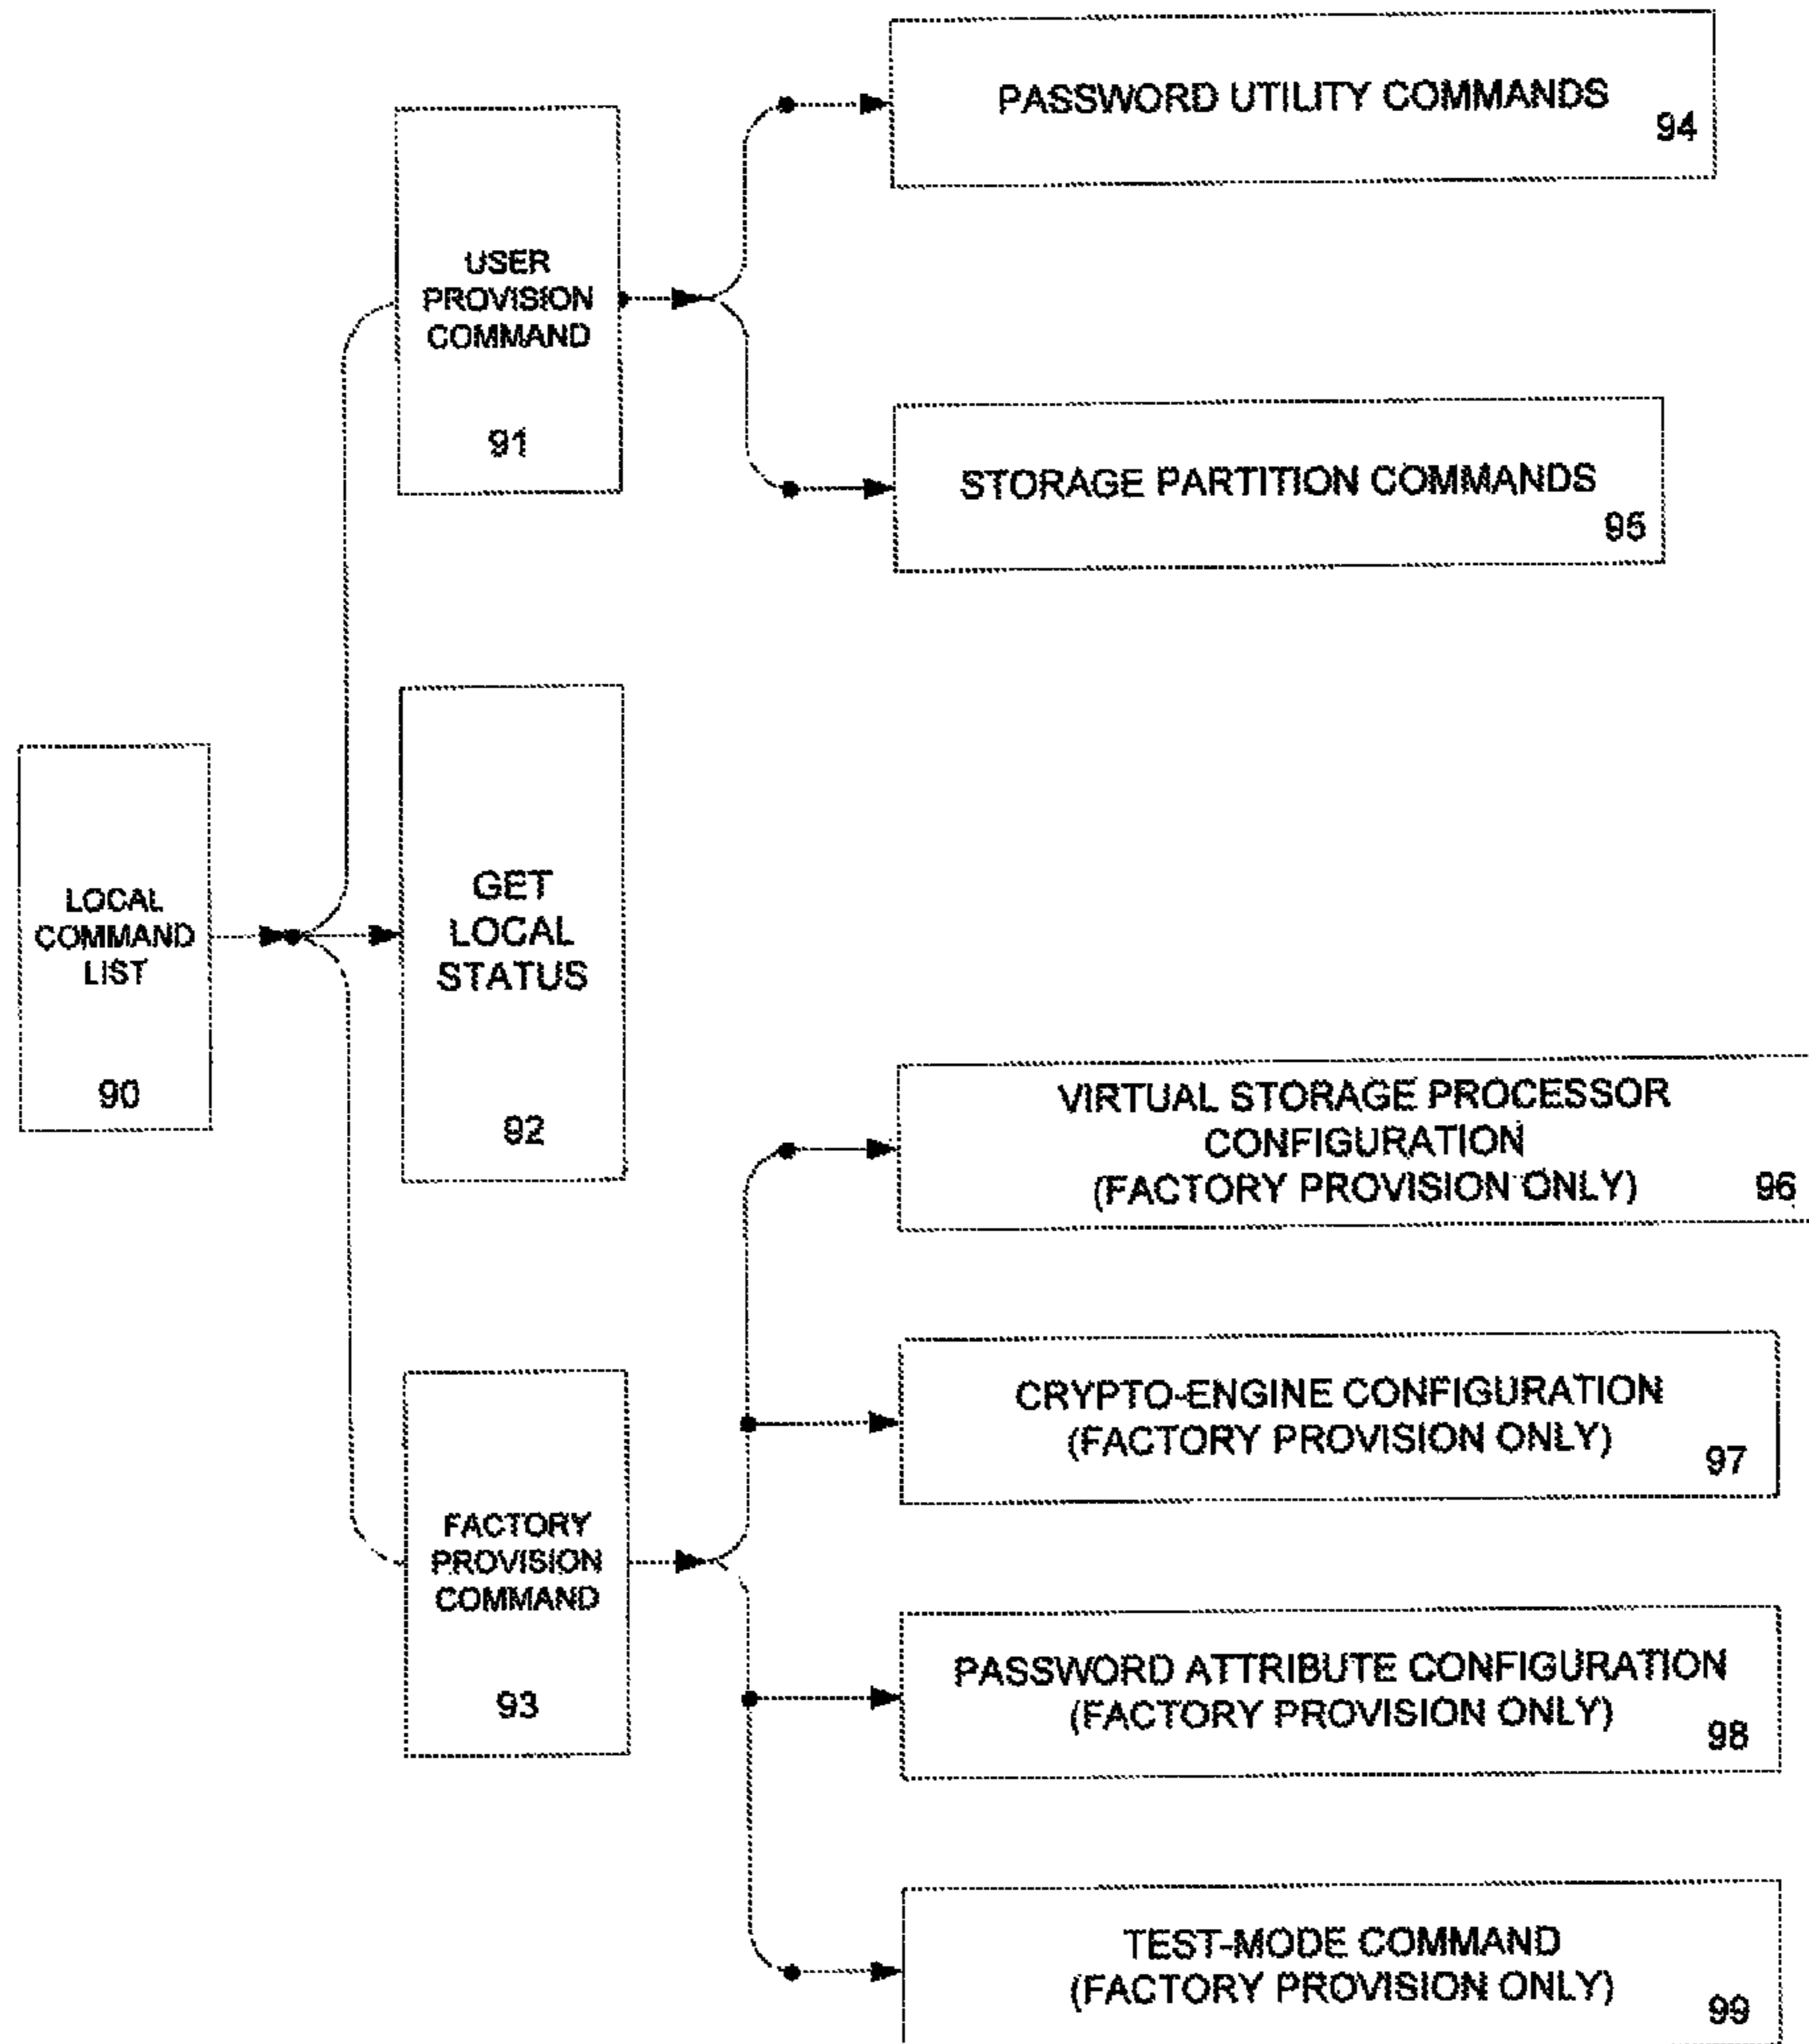 PASSWORD UTILITY COMMANDS
94
USER
PROVISION
COMMAND
91
STORAGE PARTITION COMMANDS
95
LOCAL
COMMAND
LIST
90
GET
LOCAL
STATUS
92
VIRTUAL STORAGE PROCESSOR
CONFIGURATION
(FACTORY PROVISION ONLY)
96
CRYPTO-ENGINE CONFIGURATION
(FACTORY PROVISION ONLY)
97
FACTORY
PROVISION
COMMAND
93
PASSWORD ATTRIBUTE CONFIGURATION
(FACTORY PROVISION ONLY)
98
TEST-MODE COMMAND
(FACTORY PROVISION ONLY)
99